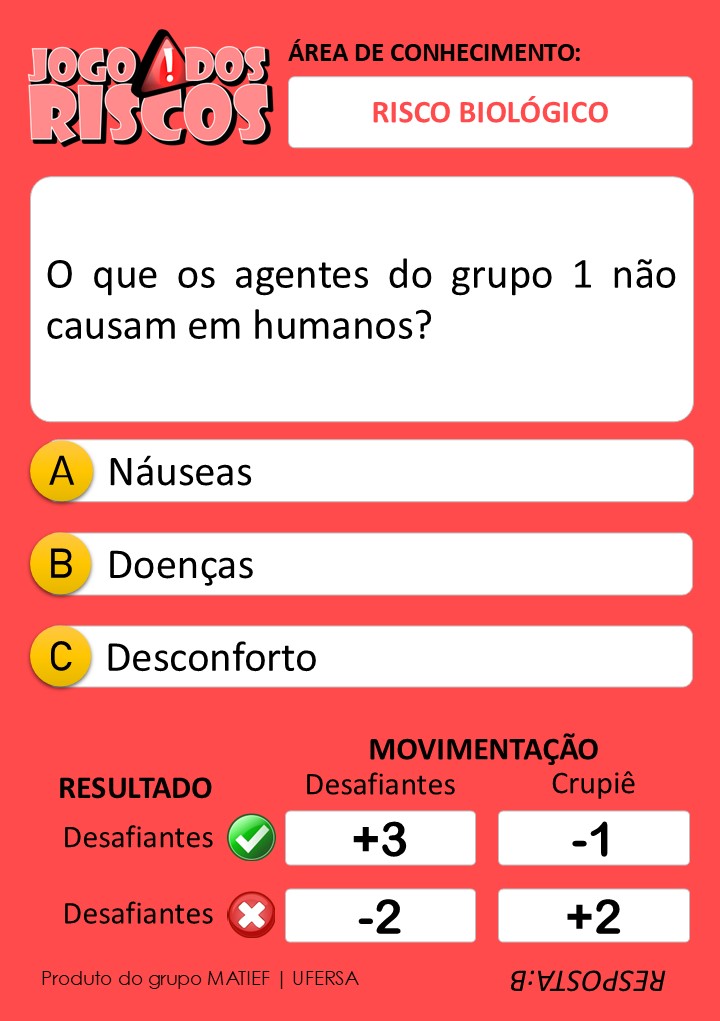 JOGO DOS
RISCOS
ÁREA DE CONHECIMENTO:
RISCO BIOLÓGICO
O que os agentes do grupo 1 não
causam em humanos?
A Náuseas
B Doenças
C Desconforto
MOVIMENTAÇÃO
RESULTADO Desafiantes Crupiê
Desafiantes +3 -1
Desafiantes -2 +2
Produto do grupo MATIEF | UFERSA
RESPOSTA:B